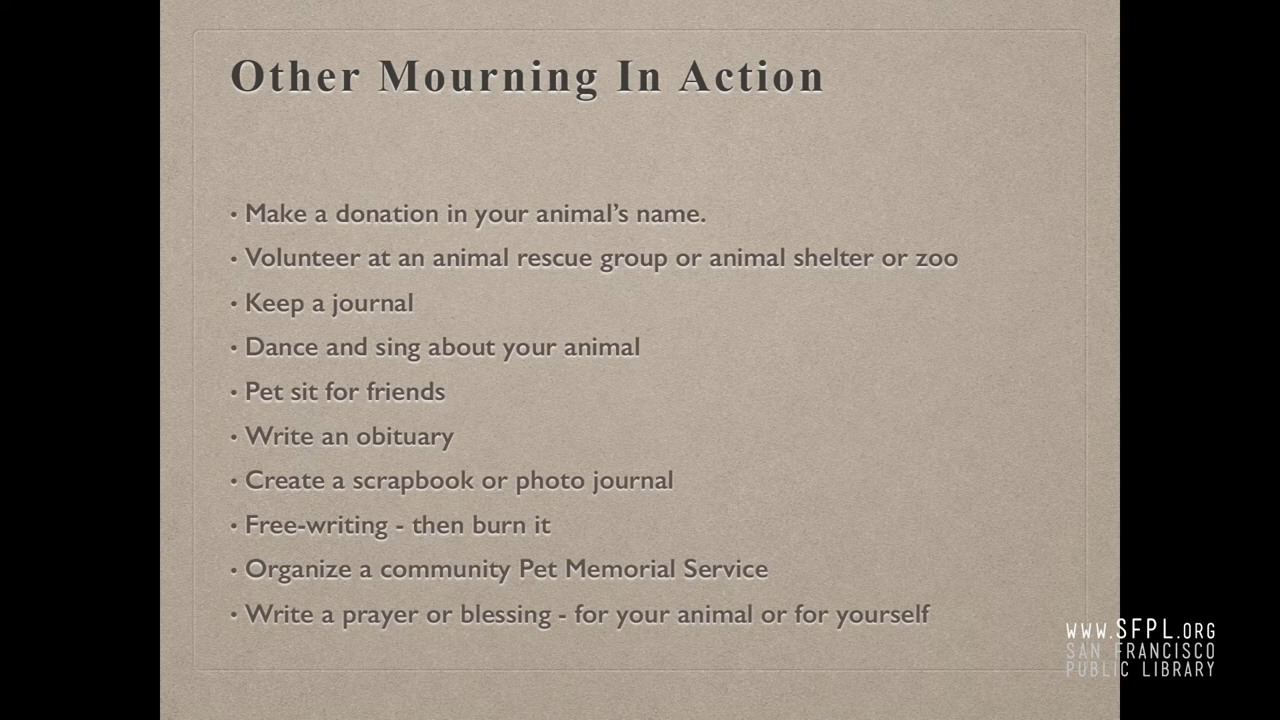 Other Mourning In Action
• Make a donation in your animal’s name.
• Volunteer at an animal rescue group or animal shelter or zoo
• Keep a journal
• Dance and sing about your animal
• Pet sit for friends
• Write an obituary
• Create a scrapbook or photo journal
• Free-writing - then burn it
• Organize a community Pet Memorial Service
• Write a prayer or blessing - for your animal or for yourself
WWW.SFPL.ORG
SAN FRANCISCO
PUBLIC LIBRARY